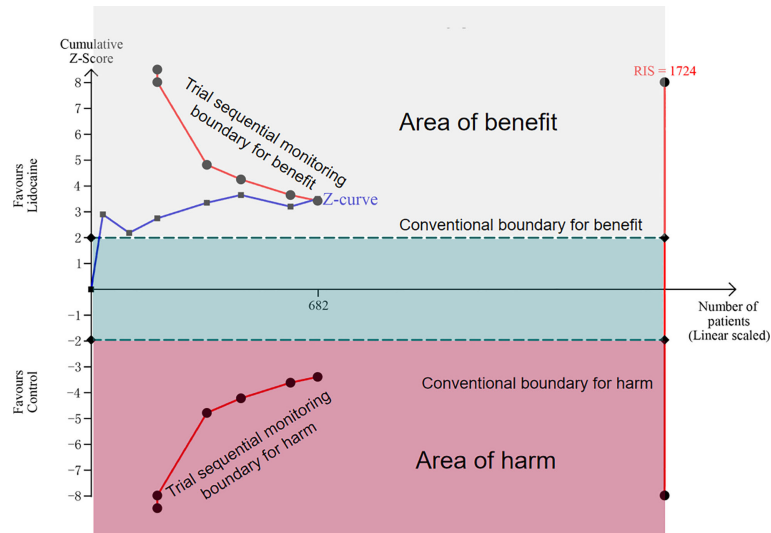 Cumulative
Z-Score
8
7
6
5
4
3
2
1
-1
-2
-3
-4
-5
-6
-7
-8
Favours
Lidocaine
Favours
Control
Trial sequential monitoring
boundary for benefit
Z-curve
Area of benefit
RIS = 1724
Conventional boundary for benefit
682
Number of
patients
(Linear scaled)
Conventional boundary for harm
Trial sequential monitoring
boundary for harm
Area of harm